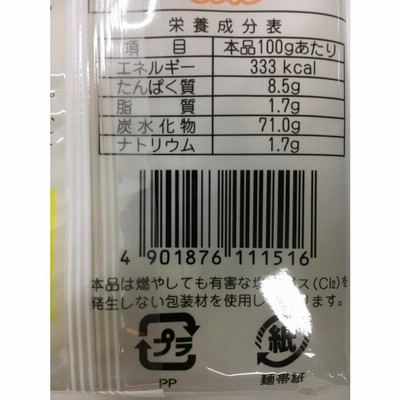 栄養成分表
項 目 本品100gあたり
エネルギー 333 kcal
たんぱく質 8.5g
脂 質 1.7g
炭水化物 71.0g
ナトリウム 1.7g
4 901876 111516
本品は燃やしても有害な塩 ス(Cl2)を
発生しない包装材を使用し ります。
プラ
PP
紙
麺帯紙